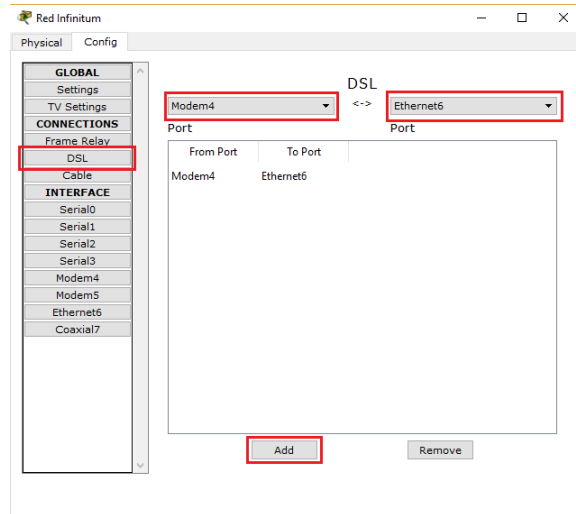 Red Infinitum
Physical Config
GLOBAL
Settings
TV Settings
CONNECTIONS
Frame Relay
DSL
Cable
INTERFACE
Serial0
Serial1
Serial2
Serial3
Modem4
Modem5
Ethernet6
Coaxial7
DSL
Modem4 <-> Ethernet6
Port Port
From Port To Port
Modem4 Ethernet6
Add Remove